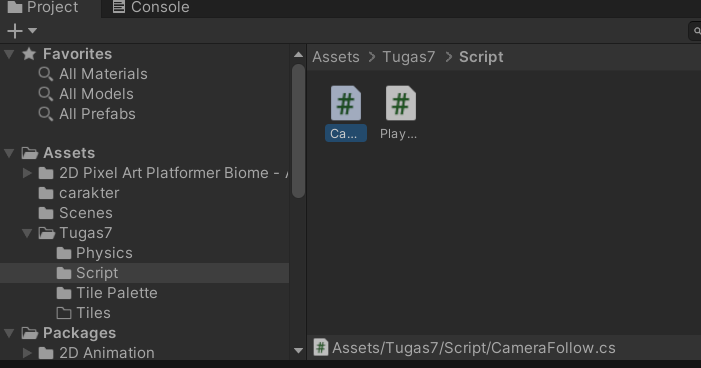 Project
Console
Favorites
All Materials
All Models
All Prefabs
Assets
2D Pixel Art Platformer Biome -
carakter
Scenes
Tugas7
Physics
Script
Tile Palette
Tiles
Packages
2D Animation
Assets > Tugas7 > Script
Ca...
Play...
Assets/Tugas7/Script/CameraFollow.cs